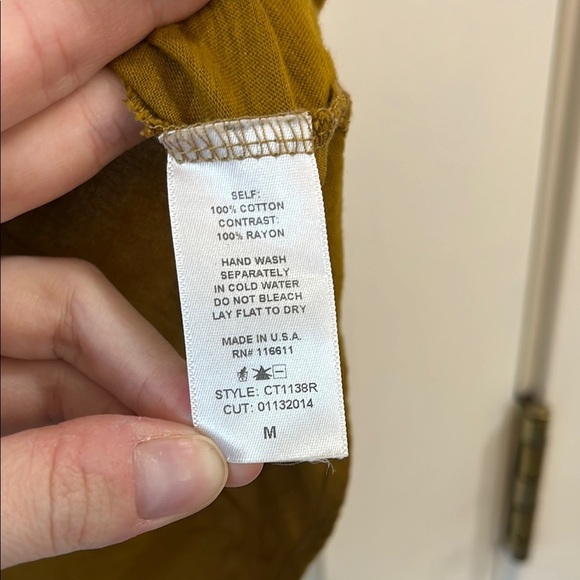 SELF:
100% COTTON
CONTRAST:
100% RAYON
HAND WASH
SEPARATELY
IN COLD WATER
DO NOT BLEACH
LAY FLAT TO DRY
MADE IN U.S.A.
RN# 116611
STYLE: CT1138R
CUT: 01132014
M